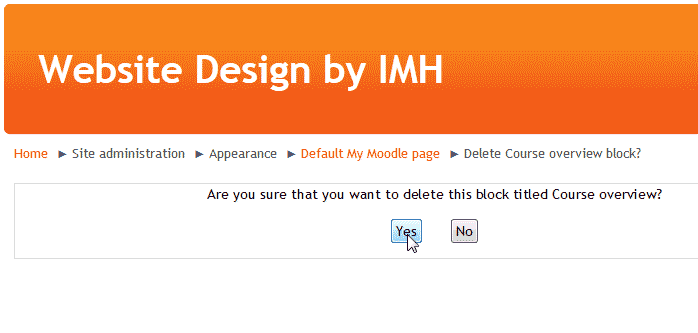 Website Design by IMH
Home ► Site administration ► Appearance ► Default My Moodle page ► Delete Course overview block?
Are you sure that you want to delete this block titled Course overview?
Yes No